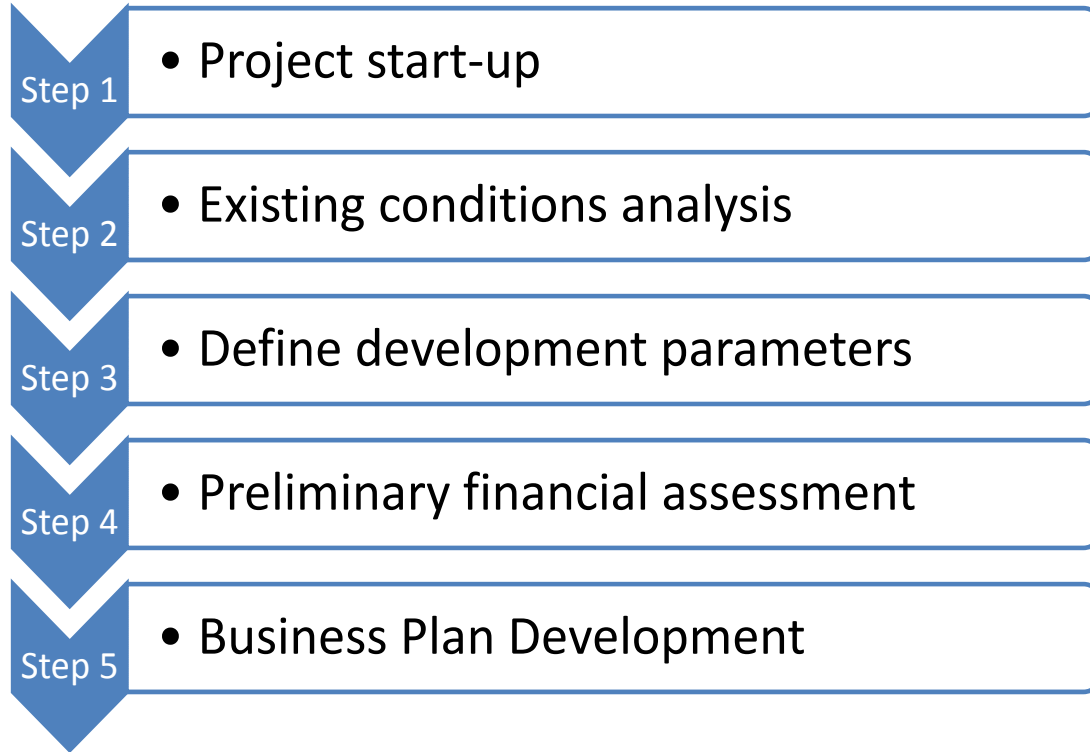 Step 1
• Project start-up
Step 2
• Existing conditions analysis
Step 3
• Define development parameters
Step 4
• Preliminary financial assessment
Step 5
• Business Plan Development